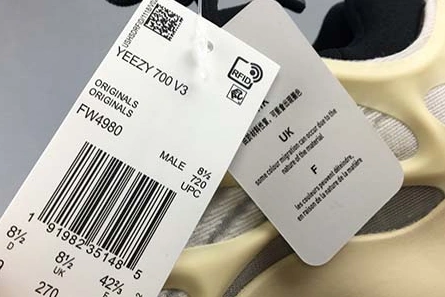 YEEZY 700 V3
RFID
ORIGINALS
ORIGINALS
FW4980
MALE 8½
720
UPC
1 91982 35148 5
8½ 8½ 42⅔
D UK F
270
UK
some colour migration can occur due to the
nature of the material
F
les couleurs peuvent déteindre,
en raison de la nature de la matière